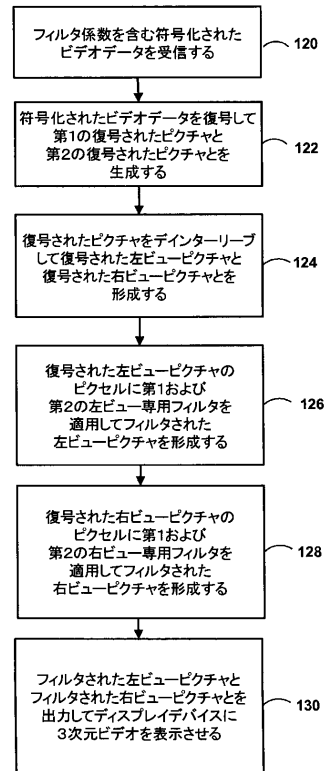 フィルタ係数を含む符号化された
ビデオデータを受信する
120
符号化されたビデオデータを復号して
第1の復号されたピクチャと
第2の復号されたピクチャとを
生成する
122
復号されたピクチャをデインターリーブ
して復号された左ビューピクチャと
復号された右ビューピクチャとを
形成する
124
復号された左ビューピクチャの
ピクセルに第1および
第2の左ビュー専用フィルタを
適用してフィルタされた
左ビューピクチャを形成する
126
復号された右ビューピクチャの
ピクセルに第1および
第2の右ビュー専用フィルタを
適用してフィルタされた
右ビューピクチャを形成する
128
フィルタされた左ビューピクチャと
フィルタされた右ビューピクチャとを
出力してディスプレイデバイスに
3次元ビデオを表示させる
130